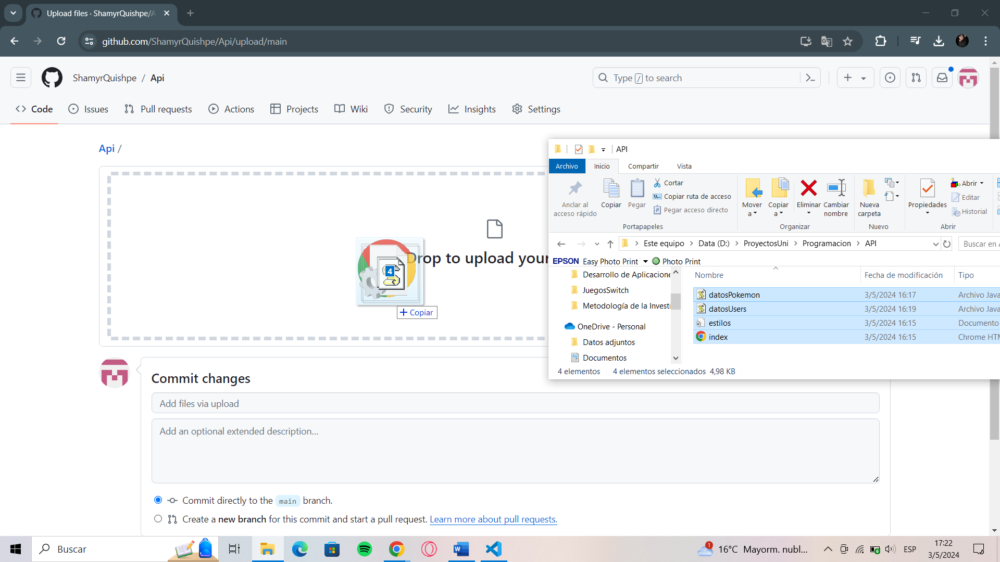 Upload files · ShamyrQuishpe/A
github.com/ShamyrQuishpe/Api/upload/main
ShamyrQuishpe / Api
Type / to search
Code
Issues
Pull requests
Actions
Projects
Wiki
Security
Insights
Settings
Api /
Drop to upload your
4
Copiar
API
Archivo
Inicio
Compartir
Vista
Anclar al
acceso rápido
Copiar
Pegar
Cortar
Copiar ruta de acceso
Pegar acceso directo
Portapapeles
Mover
a
Copiar
a
Eliminar
Cambiar
nombre
Organizar
Nueva
carpeta
Nuevo
Propiedades
Abrir
Editar
Historial
Abrir
Este equipo > Data (D:) > ProyectosUni > Programacion > API
Buscar en A
EPSON Easy Photo Print Photo Print
Desarrollo de Aplicacione
JuegosSwitch
Metodología de la Investi
OneDrive - Personal
Datos adjuntos
Documentos
Nombre Fecha de modificación Tipo
datosPokemon 3/5/2024 16:17 Archivo Java
datosUsers 3/5/2024 16:19 Archivo Java
estilos 3/5/2024 16:15 Documento
index 3/5/2024 16:15 Chrome HTM
4 elementos 4 elementos seleccionados 4,98 KB
Commit changes
Add files via upload
Add an optional extended description...
Commit directly to the main branch.
Create a new branch for this commit and start a pull request. Learn more about pull requests.
Buscar
1
16°C Mayorm. nubl...
ESP
17:22
3/5/2024